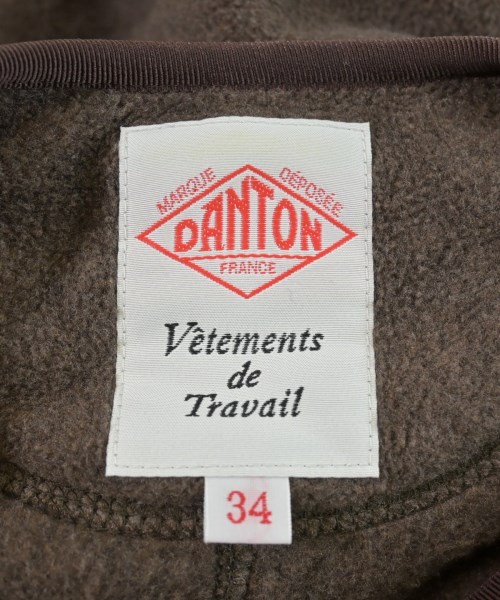 MARQUE DÉPOSÉE
DANTON
FRANCE
Vêtements
de
Travail
34